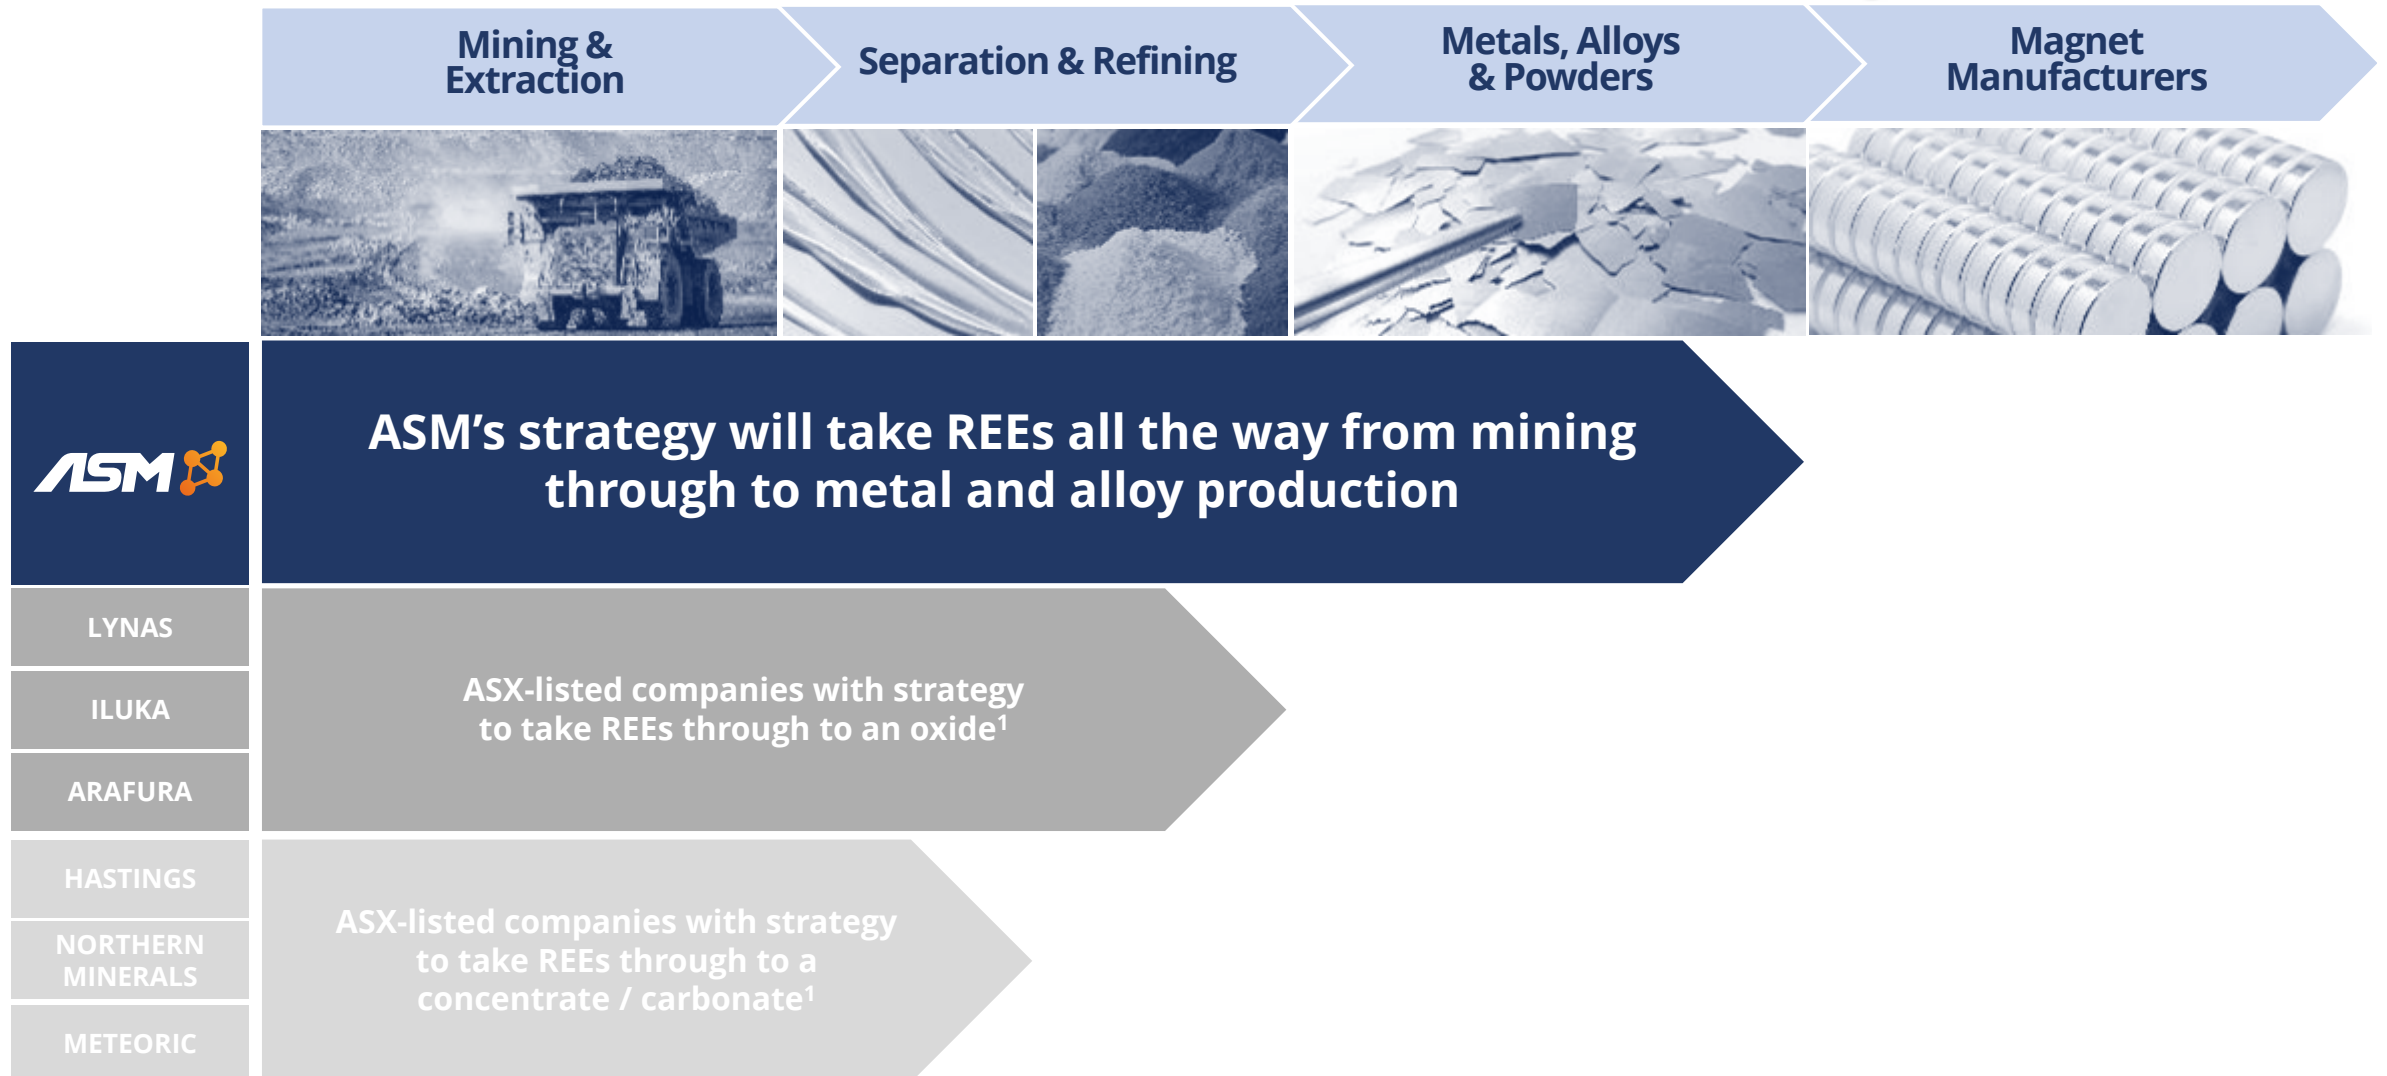 Mining &
Extraction
Separation & Refining
Metals, Alloys
& Powders
Magnet
Manufacturers
ASM
ASM’s strategy will take REEs all the way from mining
through to metal and alloy production
LYNAS
ILUKA
ARAFURA
ASX-listed companies with strategy
to take REEs through to an oxide¹
HASTINGS
NORTHERN
MINERALS
METEORIC
ASX-listed companies with strategy
to take REEs through to a
concentrate / carbonate¹